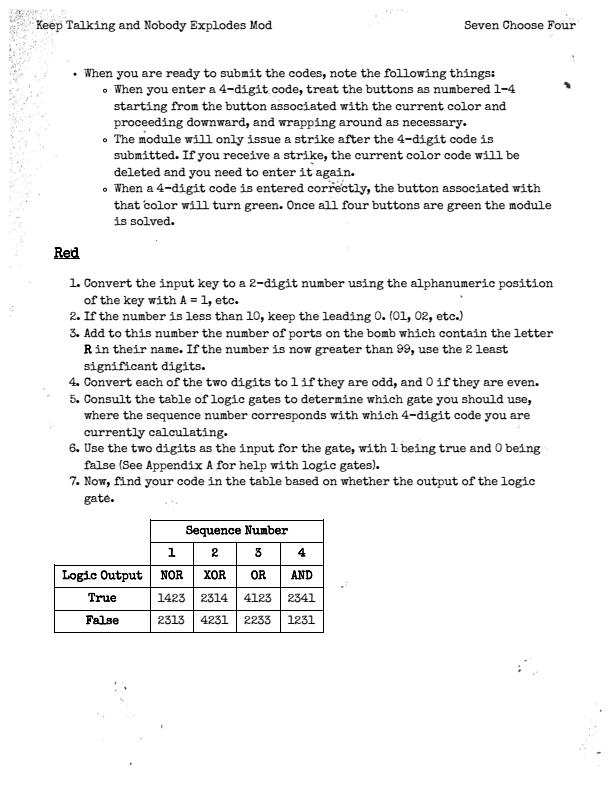 Keep Talking and Nobody Explodes Mod Seven Choose Four
• When you are ready to submit the codes, note the following things:
◦ When you enter a 4-digit code, treat the buttons as numbered 1-4
starting from the button associated with the current color and
proceeding downward, and wrapping around as necessary.
◦ The module will only issue a strike after the 4-digit code is
submitted. If you receive a strike, the current color code will be
deleted and you need to enter it again.
◦ When a 4-digit code is entered correctly, the button associated with
that color will turn green. Once all four buttons are green the module
is solved.
Red
1. Convert the input key to a 2-digit number using the alphanumeric position
of the key with A = 1, etc.
2. If the number is less than 10, keep the leading 0. (01, 02, etc.)
3. Add to this number the number of ports on the bomb which contain the letter
R in their name. If the number is now greater than 99, use the 2 least
significant digits.
4. Convert each of the two digits to 1 if they are odd, and 0 if they are even.
5. Consult the table of logic gates to determine which gate you should use,
where the sequence number corresponds with which 4-digit code you are
currently calculating.
6. Use the two digits as the input for the gate, with 1 being true and 0 being
false (See Appendix A for help with logic gates).
7. Now, find your code in the table based on whether the output of the logic
gate.
Sequence Number
1 2 3 4
Logic Output NOR XOR OR AND
True 1423 2314 4123 2341
False 2313 4231 2233 1231